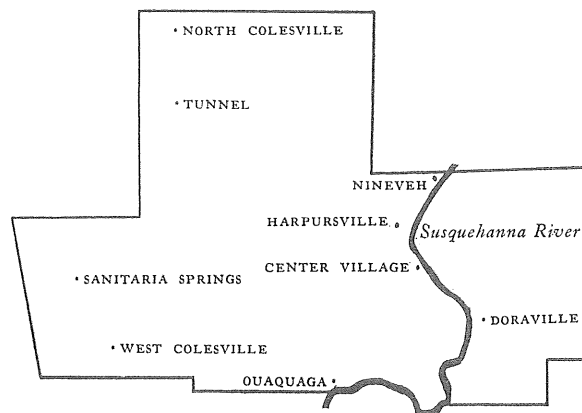 NORTH COLESVILLE
TUNNEL
NINEVEH
HARPURSVILLE
Susquehanna River
CENTER VILLAGE
SANITARIA SPRINGS
DORAVILLE
WEST COLESVILLE
OUAQUAGA